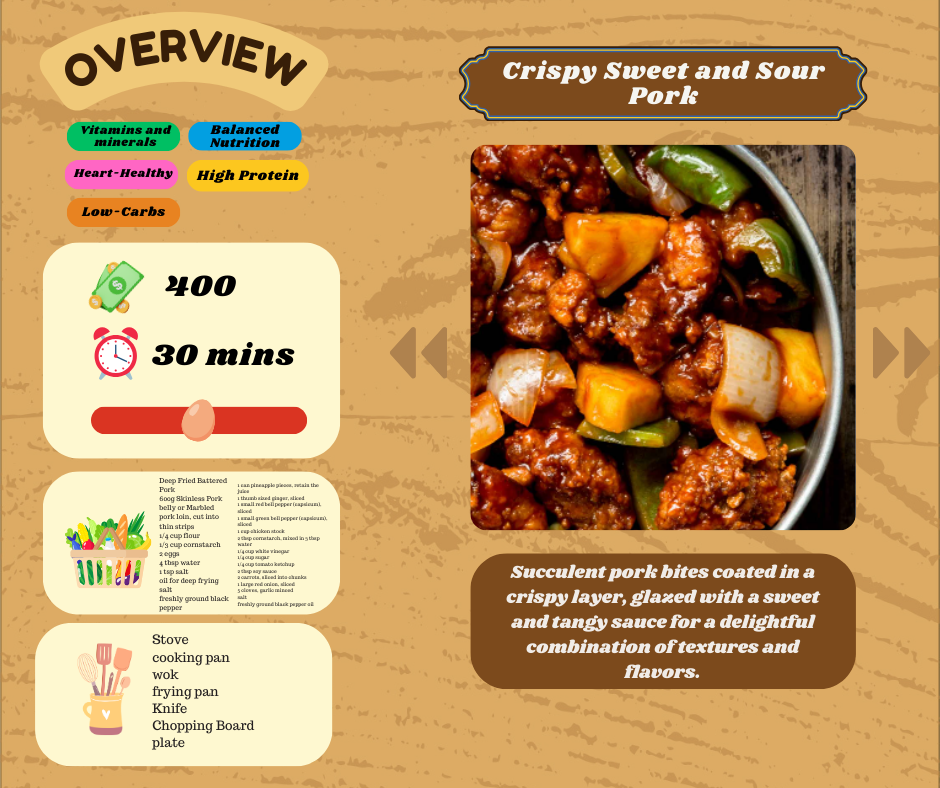 OVERVIEW
Vitamins and
minerals
Balanced
Nutrition
Heart-Healthy
High Protein
Low-Carbs
400
30 mins
Deep Fried Battered
Pork
600g Skinless Pork
belly or Marbled
pork loin, cut into
thin strips
1/4 cup flour
1/3 cup cornstarch
2 eggs
4 tbsp water
1 tsp salt
oil for deep frying
salt
freshly ground black
pepper
1 can pineapple pieces, retain the
juice
1 thumb sized ginger, sliced
1 small red bell pepper (capsicum),
sliced
1 small green bell pepper (capsicum),
sliced
1 cup chicken stock
2 tbsp cornstarch, mixed in 3 tbsp
water
1/4 cup white vinegar
1/4 cup sugar
1/4 cup tomato ketchup
2 tbsp soy sauce
2 carrots, sliced into chunks
1 large red onion, sliced
3 cloves, garlic minced
salt
freshly ground black pepper oil
Stove
cooking pan
wok
frying pan
Knife
Chopping Board
plate
Crispy Sweet and Sour
Pork
Succulent pork bites coated in a
crispy layer, glazed with a sweet
and tangy sauce for a delightful
combination of textures and
flavors.